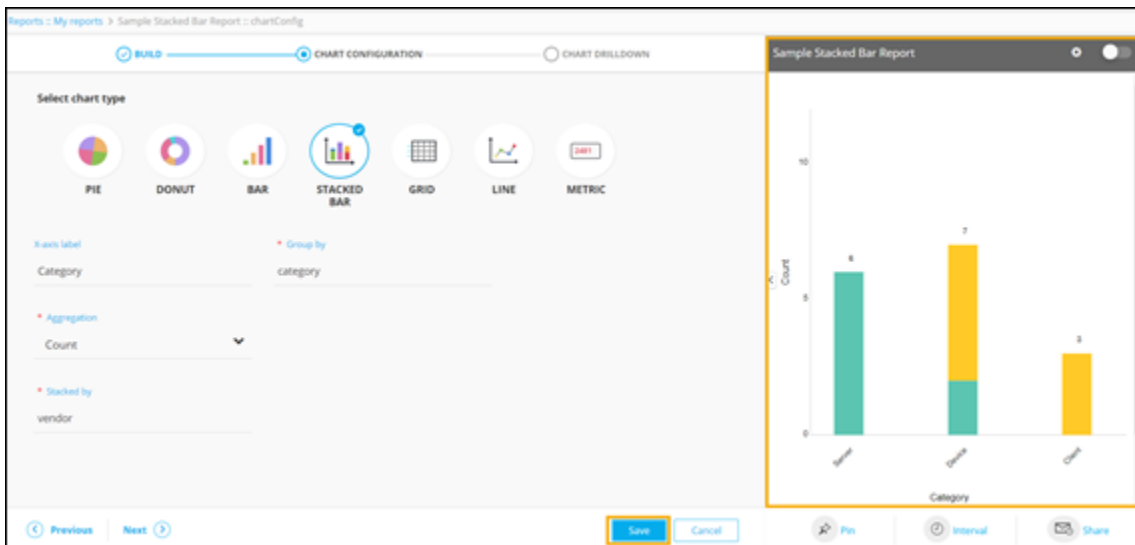 Reports :: My reports > Sample Stacked Bar Report :: chartConfig
BUILD
CHART CONFIGURATION
CHART DRILLDOWN
Select chart type
PIE
DONUT
BAR
STACKED
BAR
GRID
LINE
2481
METRIC
X-axis label
* Group by
Category
category
* Aggregation
Count
* Stacked by
vendor
Previous
Next
Save
Cancel
Sample Stacked Bar Report
10
5
0
Count
6
7
3
Server
Device
Client
Category
Pin
Interval
Share